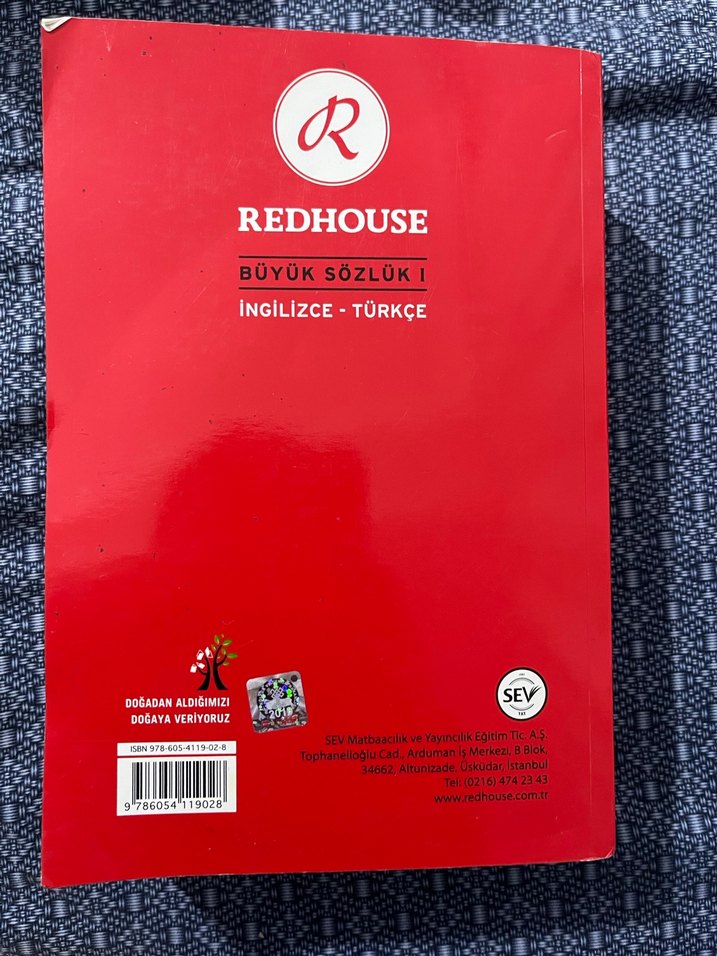 R
REDHOUSE
BÜYÜK SÖZLÜK I
İNGİLİZCE - TÜRKÇE
DOĞADAN ALDIĞIMIZI
DOĞAYA VERİYORUZ
ISBN 978-605-4119-02-8
9 786054 119028
SEV
TAT
SEV Matbaacılık ve Yayıncılık Eğitim Tic. A.Ş.
Tophanelioğlu Cad., Arduman İş Merkezi, B Blok,
34662, Altunizade, Üsküdar, İstanbul
Tel: (0216) 474 23 43
www.redhouse.com.tr